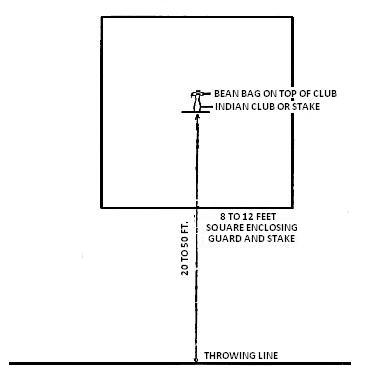 BEAN BAG ON TOP OF CLUB
INDIAN CLUB OR STAKE
8 TO 12 FEET
SQUARE ENCLOSING
GUARD AND STAKE
20 TO 50 FT.
THROWING LINE